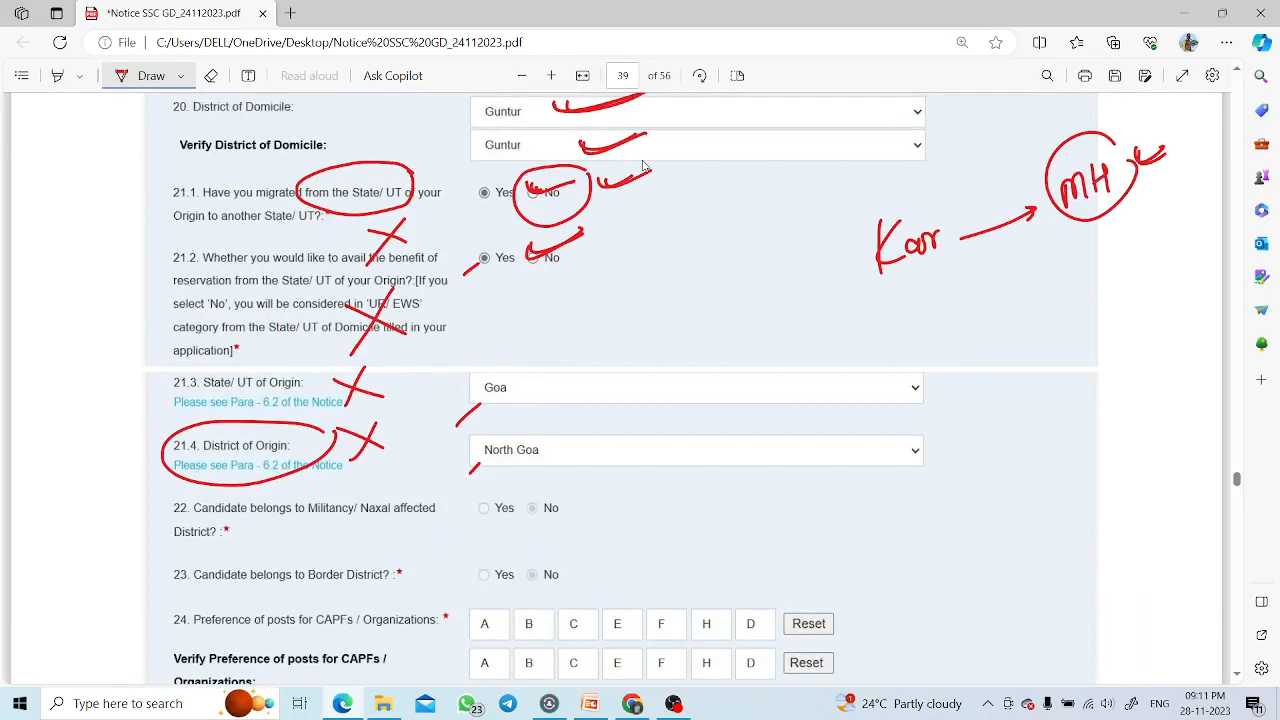 *Notice SSC GD_24112023.pdf
File C:/Users/DELL/OneDrive/Desktop/Notice%20SSC%20GD_24112023.pdf
Draw Read aloud Ask Copilot 39 of 56
20. District of Domicile: Guntur
Verify District of Domicile: Guntur
21.1. Have you migrated from the State/ UT of your Yes No
Origin to another State/ UT?:*
MH
Kar
21.2. Whether you would like to avail the benefit of Yes No
reservation from the State/ UT of your Origin?:[If you
select 'No', you will be considered in 'UR/ EWS'
category from the State/ UT of Domicile filled in your
application]*
21.3. State/ UT of Origin: Goa
Please see Para - 6.2 of the Notice
21.4. District of Origin: North Goa
Please see Para - 6.2 of the Notice
22. Candidate belongs to Militancy/ Naxal affected Yes No
District? :*
23. Candidate belongs to Border District? :* Yes No
24. Preference of posts for CAPFs / Organizations: * A B C E F H D Reset
Verify Preference of posts for CAPFs / A B C E F H D Reset
Organizations:
Type here to search 23 1 24°C Partly cloudy 09:11 PM
28-11-2023